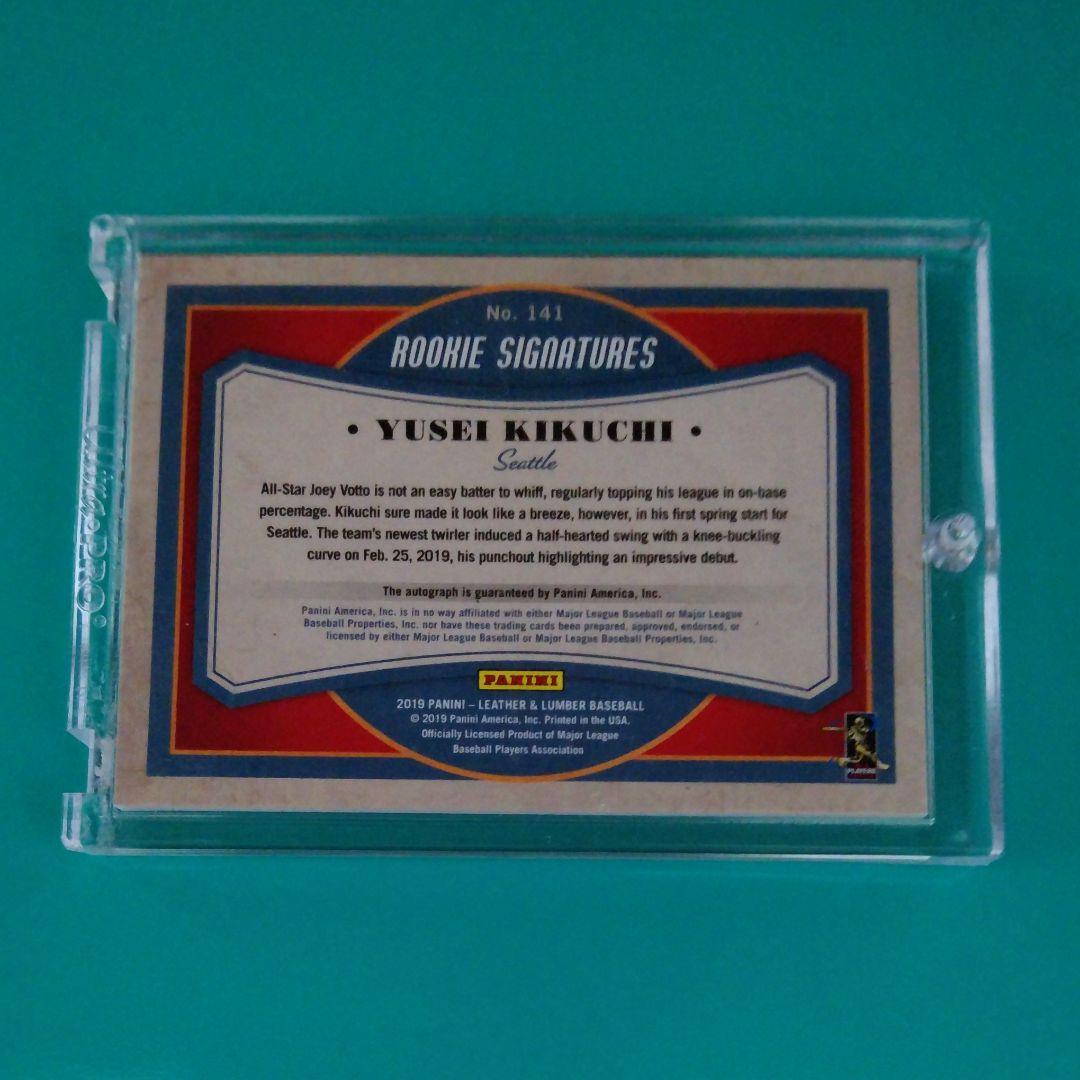 No. 141
ROOKIE SIGNATURES
• YUSEI KIKUCHI •
Seattle
All-Star Joey Votto is not an easy batter to whiff, regularly topping his league in on-base
percentage. Kikuchi sure made it look like a breeze, however, in his first spring start for
Seattle. The team's newest twirler induced a half-hearted swing with a knee-buckling
curve on Feb. 25, 2019, his punchout highlighting an impressive debut.
The autograph is guaranteed by Panini America, Inc.
Panini America, Inc. is in no way affiliated with either Major League Baseball or Major League
Baseball Properties, Inc. nor have these trading cards been prepared, approved, endorsed, or
licensed by either Major League Baseball or Major League Baseball Properties, Inc.
PANINI
2019 PANINI – LEATHER & LUMBER BASEBALL
© 2019 Panini America, Inc. Printed in the USA.
Officially Licensed Product of Major League
Baseball Players Association
PLAYERS
Ultra·PRO®